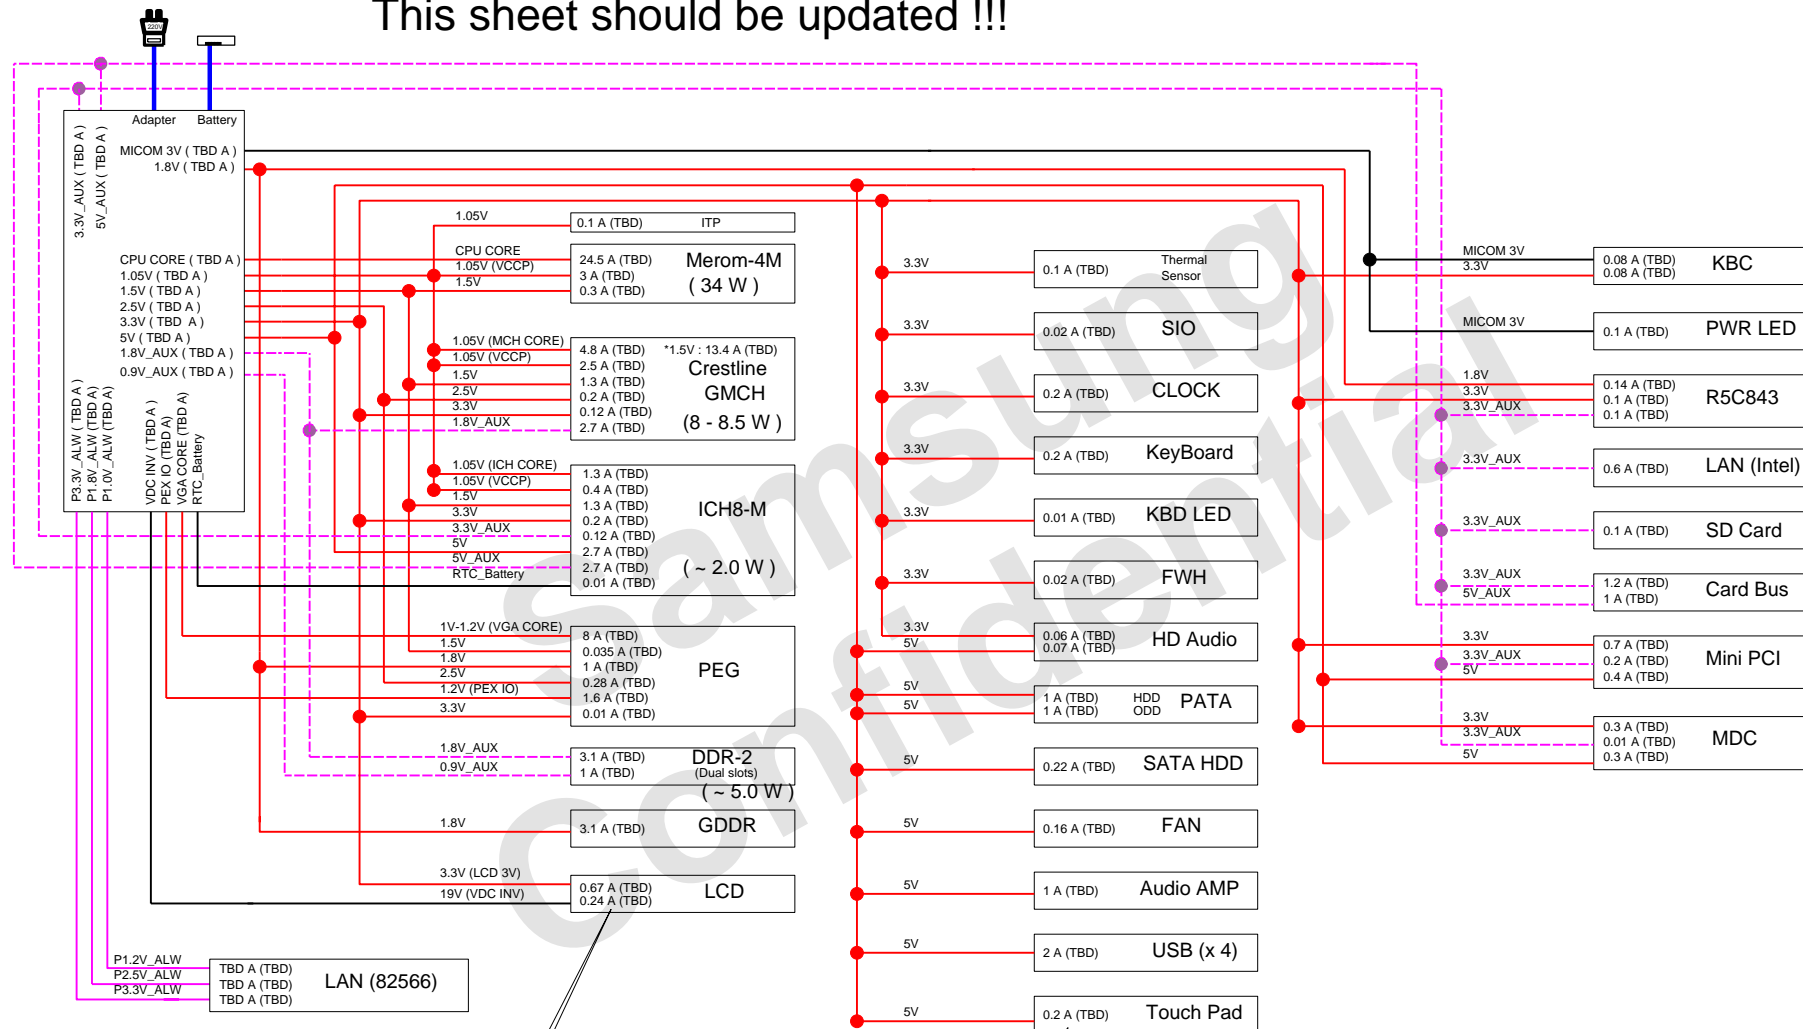 This sheet should be updated !!!
220V
Adapter
Battery
3.3V_AUX ( TBD A )
5V_AUX ( TBD A )
MICOM 3V ( TBD A )
1.8V ( TBD A )
CPU CORE ( TBD A )
1.05V ( TBD A )
1.5V ( TBD A )
2.5V ( TBD A )
3.3V ( TBD A )
5V ( TBD A )
1.8V_AUX ( TBD A )
0.9V_AUX ( TBD A )
P3.3V_ALW ( TBD A )
P1.8V_ALW (TBD A)
P1.0V_ALW (TBD A)
VDC INV ( TBD A )
PEX IO (TBD A)
VGA CORE (TBD A)
RTC_Battery
P1.2V_ALW
P2.5V_ALW
P3.3V_ALW
TBD A (TBD)
TBD A (TBD)
TBD A (TBD)
LAN (82566)
1.05V
0.1 A (TBD)
ITP
CPU CORE
1.05V (VCCP)
1.5V
24.5 A (TBD)
3 A (TBD)
0.3 A (TBD)
Merom-4M
( 34 W )
1.05V (MCH CORE)
1.05V (VCCP)
1.5V
2.5V
3.3V
1.8V_AUX
4.8 A (TBD)
2.5 A (TBD)
1.3 A (TBD)
0.2 A (TBD)
0.12 A (TBD)
2.7 A (TBD)
*1.5V : 13.4 A (TBD)
Crestline
GMCH
(8 - 8.5 W )
1.05V (ICH CORE)
1.05V (VCCP)
1.5V
3.3V
3.3V_AUX
5V
5V_AUX
RTC_Battery
1.3 A (TBD)
0.4 A (TBD)
1.3 A (TBD)
0.2 A (TBD)
0.12 A (TBD)
2.7 A (TBD)
2.7 A (TBD)
0.01 A (TBD)
ICH8-M
( ~ 2.0 W )
1V-1.2V (VGA CORE)
1.5V
1.8V
2.5V
1.2V (PEX IO)
3.3V
8 A (TBD)
0.035 A (TBD)
1 A (TBD)
0.28 A (TBD)
1.6 A (TBD)
0.01 A (TBD)
PEG
1.8V_AUX
0.9V_AUX
3.1 A (TBD)
1 A (TBD)
DDR-2
(Dual slots)
( ~ 5.0 W )
1.8V
3.1 A (TBD)
GDDR
3.3V (LCD 3V)
19V (VDC INV)
0.67 A (TBD)
0.24 A (TBD)
LCD
3.3V
0.1 A (TBD)
Thermal
Sensor
3.3V
0.02 A (TBD)
SIO
3.3V
0.2 A (TBD)
CLOCK
3.3V
0.2 A (TBD)
KeyBoard
3.3V
0.01 A (TBD)
KBD LED
3.3V
0.02 A (TBD)
FWH
3.3V
5V
0.06 A (TBD)
0.07 A (TBD)
HD Audio
5V
5V
1 A (TBD) HDD
1 A (TBD) ODD
PATA
5V
0.22 A (TBD)
SATA HDD
5V
0.16 A (TBD)
FAN
5V
1 A (TBD)
Audio AMP
5V
2 A (TBD)
USB (x 4)
5V
0.2 A (TBD)
Touch Pad
MICOM 3V
3.3V
0.08 A (TBD)
0.08 A (TBD)
KBC
MICOM 3V
0.1 A (TBD)
PWR LED
1.8V
3.3V
3.3V_AUX
0.14 A (TBD)
0.1 A (TBD)
0.1 A (TBD)
R5C843
3.3V_AUX
0.6 A (TBD)
LAN (Intel)
3.3V_AUX
0.1 A (TBD)
SD Card
3.3V_AUX
5V_AUX
1.2 A (TBD)
1 A (TBD)
Card Bus
3.3V
3.3V_AUX
5V
0.7 A (TBD)
0.2 A (TBD)
0.4 A (TBD)
Mini PCI
3.3V
3.3V_AUX
5V
0.3 A (TBD)
0.01 A (TBD)
0.3 A (TBD)
MDC
Samsung
Confidential